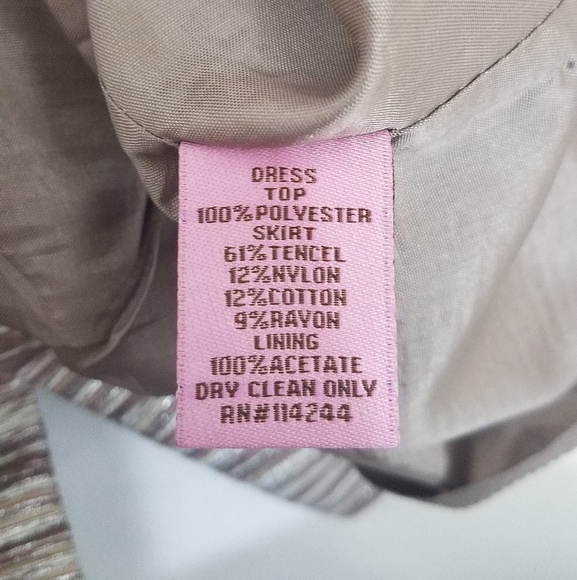 DRESS
TOP
100%POLYESTER
SKIRT
61%TENCEL
12%NYLON
12%COTTON
9%RAYON
LINING
100%ACETATE
DRY CLEAN ONLY
RN#114244